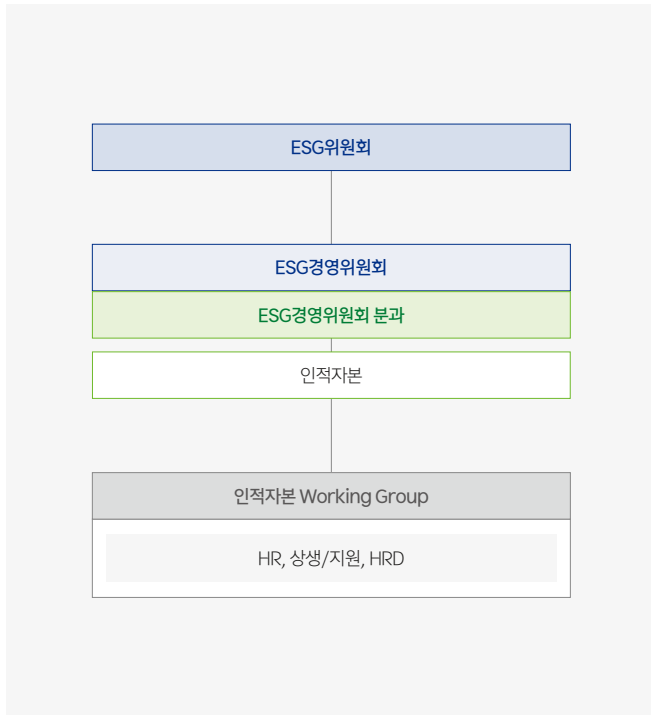 ESG위원회
ESG경영위원회
ESG경영위원회 분과
인적자본
인적자본 Working Group
HR, 상생/지원, HRD